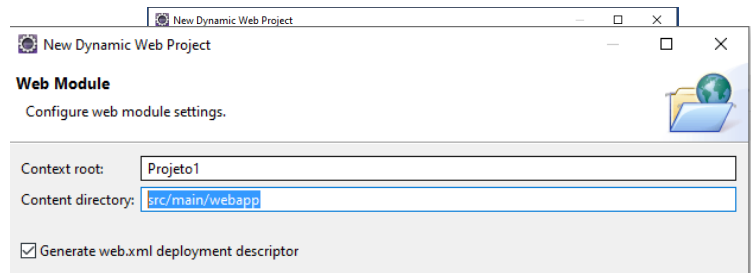 New Dynamic Web Project
New Dynamic Web Project
Web Module
Configure web module settings.
Context root: Projeto1
Content directory: src/main/webapp
Generate web.xml deployment descriptor